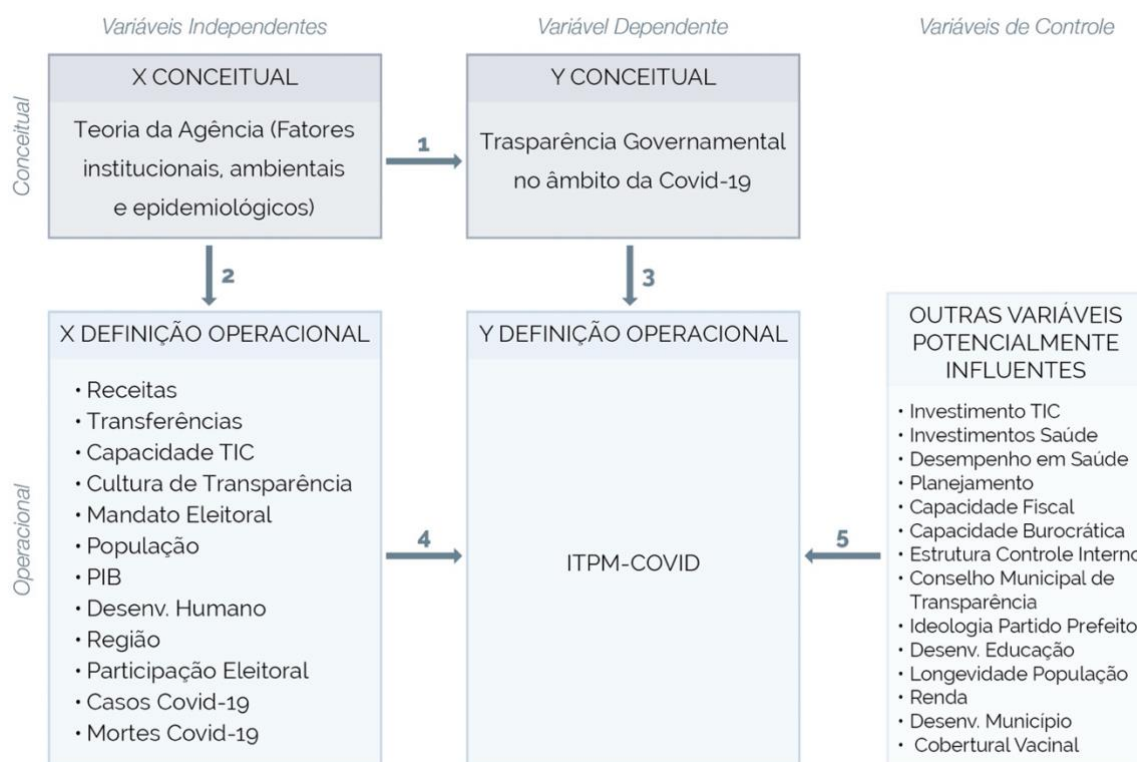 Variáveis Independentes
Variável Dependente
Variáveis de Controle
Conceitual
X CONCEITUAL
Teoria da Agência (Fatores
institucionais, ambientais
e epidemiológicos)
1
Y CONCEITUAL
Trasparência Governamental
no âmbito da Covid-19
2
3
Operacional
X DEFINIÇÃO OPERACIONAL
• Receitas
• Transferências
• Capacidade TIC
• Cultura de Transparência
• Mandato Eleitoral
• População
• PIB
• Desenv. Humano
• Região
• Participação Eleitoral
• Casos Covid-19
• Mortes Covid-19
4
Y DEFINIÇÃO OPERACIONAL
ITPM-COVID
5
OUTRAS VARIÁVEIS
POTENCIALMENTE
INFLUENTES
• Investimento TIC
• Investimentos Saúde
• Desempenho em Saúde
• Planejamento
• Capacidade Fiscal
• Capacidade Burocrática
• Estrutura Controle Interno
• Conselho Municipal de
Transparência
• Ideologia Partido Prefeito
• Desenv. Educação
• Longevidade População
• Renda
• Desenv. Município
• Cobertural Vacinal